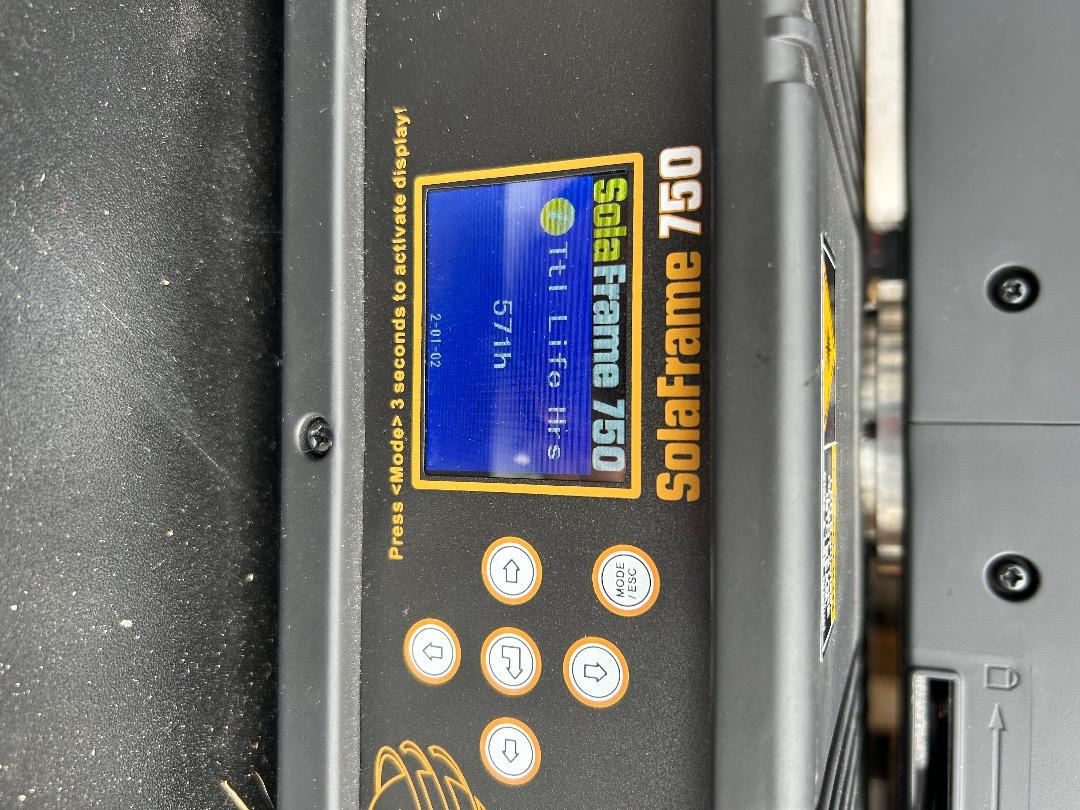 SolaFrame 750
SolaFrame 750
Ttl Life Hrs
571h
2-01-02
Press <Mode> 3 seconds to activate display!
MODE
/ESC